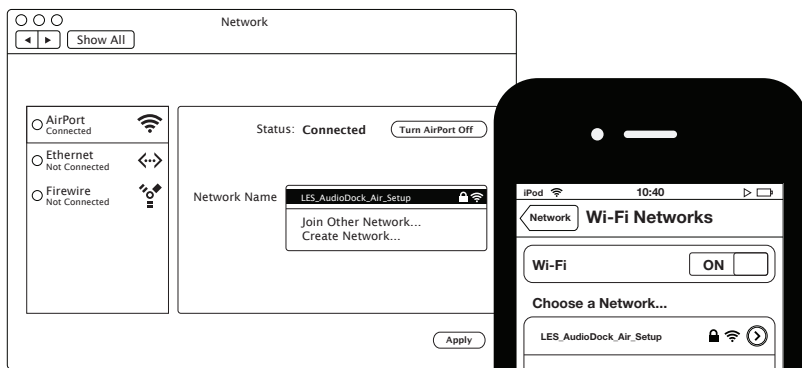 Network
Show All
AirPort
Connected
Ethernet
Not Connected
Firewire
Not Connected
Status: Connected
Turn AirPort Off
Network Name
LES_AudioDock_Air_Setup
Join Other Network...
Create Network...
Apply
iPod 10:40
Network Wi-Fi Networks
Wi-Fi ON
Choose a Network...
LES_AudioDock_Air_Setup